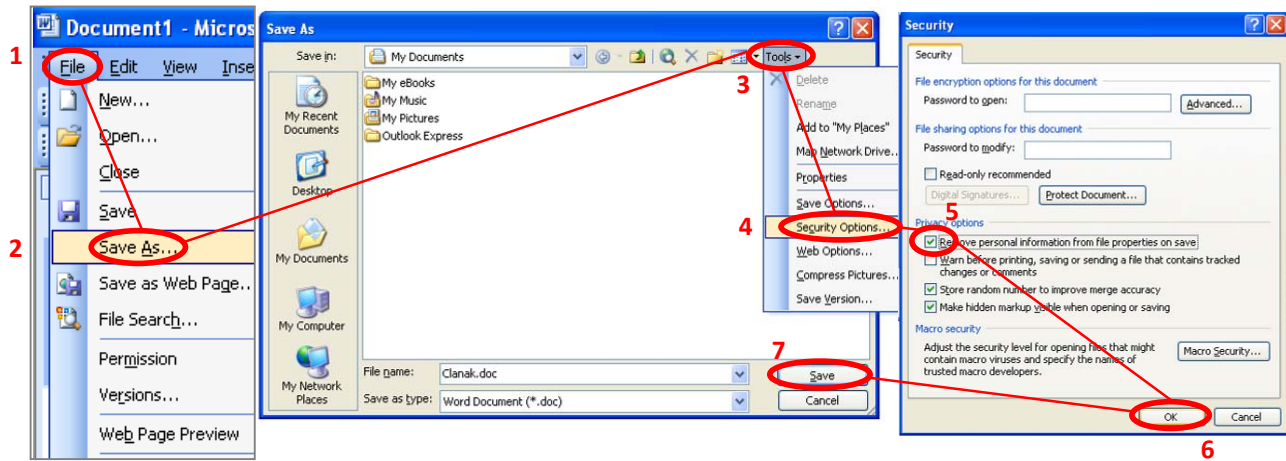 Document1 - Micros
1
File Edit View Inse
New...
Open...
Close
Save
2
Save As...
Save as Web Page..
File Search...
Permission
Versions...
Web Page Preview
Save As
Save in:
My Documents
Tools
3
My Recent
Documents
Desktop
My Documents
My Computer
My Network
Places
My eBooks
My Music
My Pictures
Outlook Express
Delete
Rename
Add to "My Places"
Map Network Drive..
Properties
Save Options...
4
Security Options...
Web Options...
Compress Pictures...
Save Version...
7
File name:
Clanak.doc
Save
Save as type:
Word Document (*.doc)
Cancel
Security
Security
File encryption options for this document
Password to open:
Advanced...
File sharing options for this document
Password to modify:
Read-only recommended
Digital Signatures...
Protect Document...
5
Privacy options
Remove personal information from file properties on save
Warn before printing, saving or sending a file that contains tracked
changes or comments
Store random number to improve merge accuracy
Make hidden markup visible when opening or saving
Macro security
Adjust the security level for opening files that might
contain macro viruses and specify the names of
trusted macro developers.
Macro Security...
OK
Cancel
6